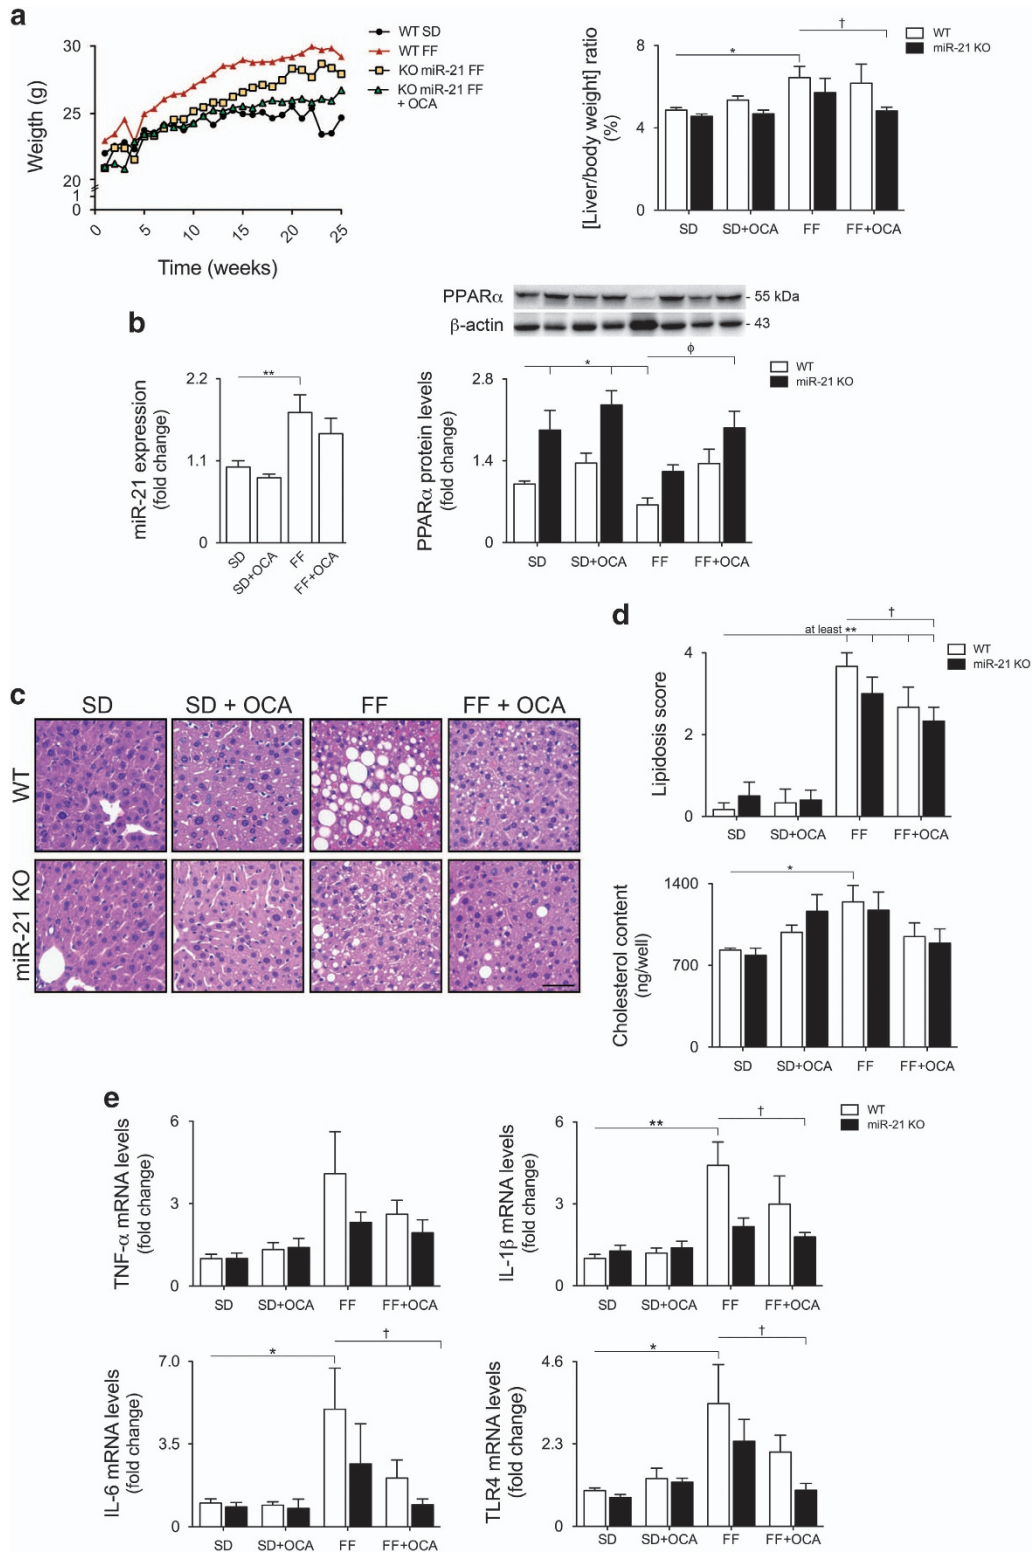 a
WT SD
WT FF
KO miR-21 FF
KO miR-21 FF
+ OCA
Weigth (g)
30
25
20
1
0
0
5
10
15
20
25
Time (weeks)
[Liver/body weight] ratio
(%)
8
4
0
*
†
WT
miR-21 KO
SD
SD+OCA
FF
FF+OCA
b
miR-21 expression
(fold change)
2.2
1.1
0
**
SD
SD+OCA
FF
FF+OCA
PPARα
- 55 kDa
β-actin
- 43
PPARα protein levels
(fold change)
2.8
1.4
0
*
ϕ
WT
miR-21 KO
SD
SD+OCA
FF
FF+OCA
c
SD
SD + OCA
FF
FF + OCA
WT
miR-21 KO
d
Lipidosis score
4
2
0
†
at least **
WT
miR-21 KO
SD
SD+OCA
FF
FF+OCA
Cholesterol content
(ng/well)
1400
700
0
*
SD
SD+OCA
FF
FF+OCA
e
TNF-α mRNA levels
(fold change)
6
3
0
SD
SD+OCA
FF
FF+OCA
IL-1β mRNA levels
(fold change)
6
3
0
**
†
WT
miR-21 KO
SD
SD+OCA
FF
FF+OCA
IL-6 mRNA levels
(fold change)
7.0
3.5
0
*
†
SD
SD+OCA
FF
FF+OCA
TLR4 mRNA levels
(fold change)
4.6
2.3
0
*
†
SD
SD+OCA
FF
FF+OCA